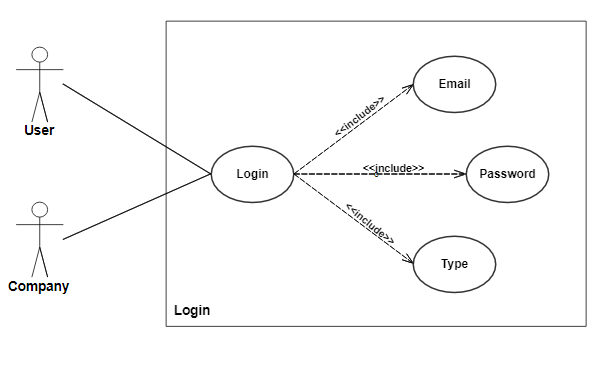 Email
<<include>>
User
<<include>>
Login
Password
<<include>>
Type
Company
Login